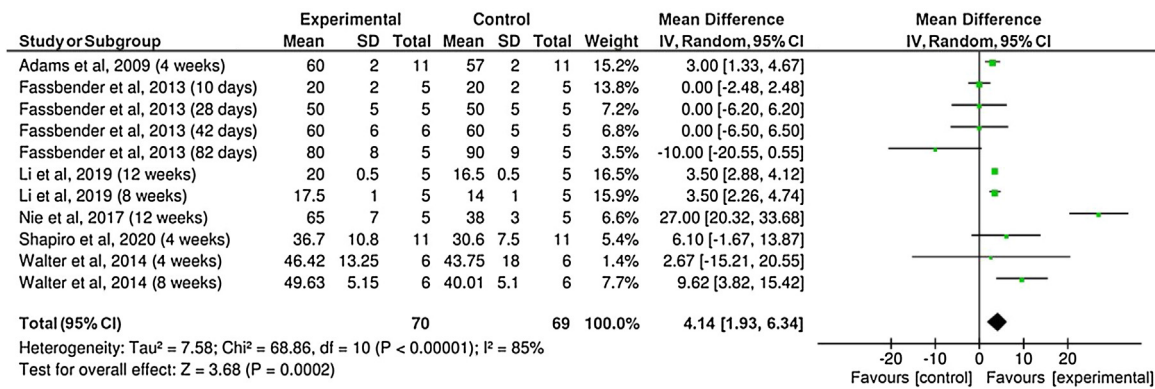 Experimental Control Mean Difference Mean Difference
Study or Subgroup Mean SD Total Mean SD Total Weight IV, Random, 95% CI IV, Random, 95% CI
Adams et al, 2009 (4 weeks) 60 2 11 57 2 11 15.2% 3.00 [1.33, 4.67]
Fassbender et al, 2013 (10 days) 20 2 5 20 2 5 13.8% 0.00 [-2.48, 2.48]
Fassbender et al, 2013 (28 days) 50 5 5 50 5 5 7.2% 0.00 [-6.20, 6.20]
Fassbender et al, 2013 (42 days) 60 6 6 60 5 5 6.8% 0.00 [-6.50, 6.50]
Fassbender et al, 2013 (82 days) 80 8 5 90 9 5 3.5% -10.00 [-20.55, 0.55]
Li et al, 2019 (12 weeks) 20 0.5 5 16.5 0.5 5 16.5% 3.50 [2.88, 4.12]
Li et al, 2019 (8 weeks) 17.5 1 5 14 1 5 15.9% 3.50 [2.26, 4.74]
Nie et al, 2017 (12 weeks) 65 7 5 38 3 5 6.6% 27.00 [20.32, 33.68]
Shapiro et al, 2020 (4 weeks) 36.7 10.8 11 30.6 7.5 11 5.4% 6.10 [-1.67, 13.87]
Walter et al, 2014 (4 weeks) 46.42 13.25 6 43.75 18 6 1.4% 2.67 [-15.21, 20.55]
Walter et al, 2014 (8 weeks) 49.63 5.15 6 40.01 5.1 6 7.7% 9.62 [3.82, 15.42]
Total (95% CI) 70 69 100.0% 4.14 [1.93, 6.34]
Heterogeneity: Tau² = 7.58; Chi² = 68.86, df = 10 (P < 0.00001); I² = 85%
Test for overall effect: Z = 3.68 (P = 0.0002)
-20 -10 0 10 20
Favours [control] Favours [experimental]